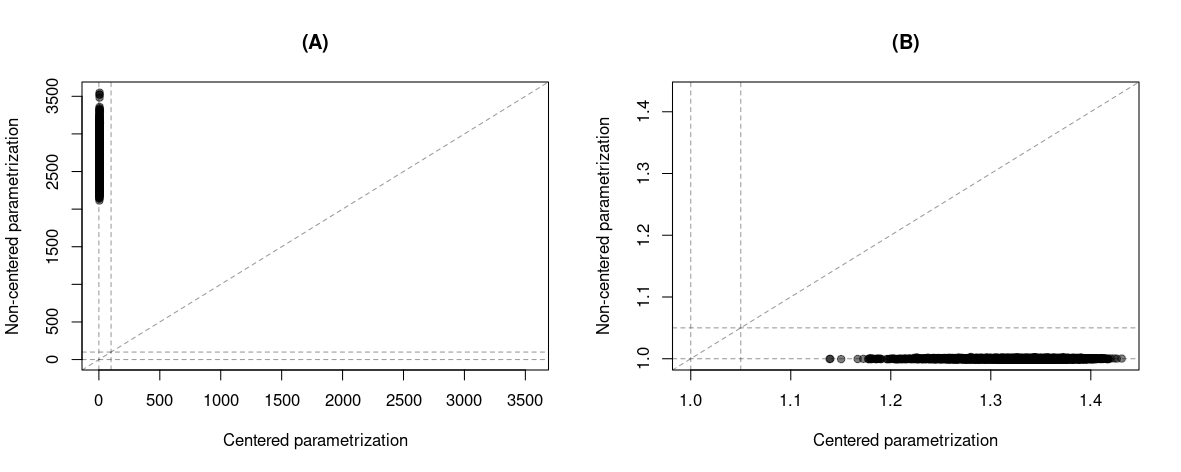 (A)
Non-centered parametrization
3500
2500
1500
500
0
0 500 1000 1500 2000 2500 3000 3500
Centered parametrization
(B)
Non-centered parametrization
1.4
1.3
1.2
1.1
1.0
1.0 1.1 1.2 1.3 1.4
Centered parametrization